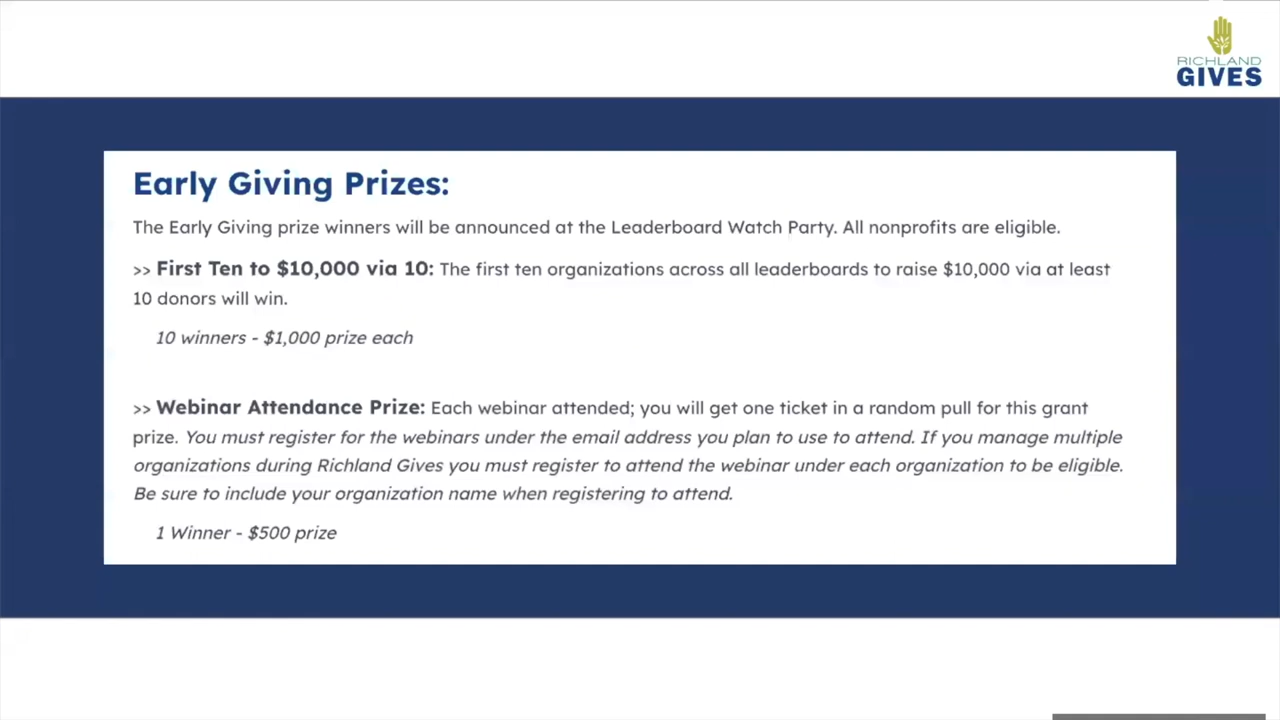 RICHLAND
GIVES
Early Giving Prizes:
The Early Giving prize winners will be announced at the Leaderboard Watch Party. All nonprofits are eligible.
>> First Ten to $10,000 via 10: The first ten organizations across all leaderboards to raise $10,000 via at least
10 donors will win.
10 winners - $1,000 prize each
>> Webinar Attendance Prize: Each webinar attended; you will get one ticket in a random pull for this grant
prize. You must register for the webinars under the email address you plan to use to attend. If you manage multiple
organizations during Richland Gives you must register to attend the webinar under each organization to be eligible.
Be sure to include your organization name when registering to attend.
1 Winner - $500 prize